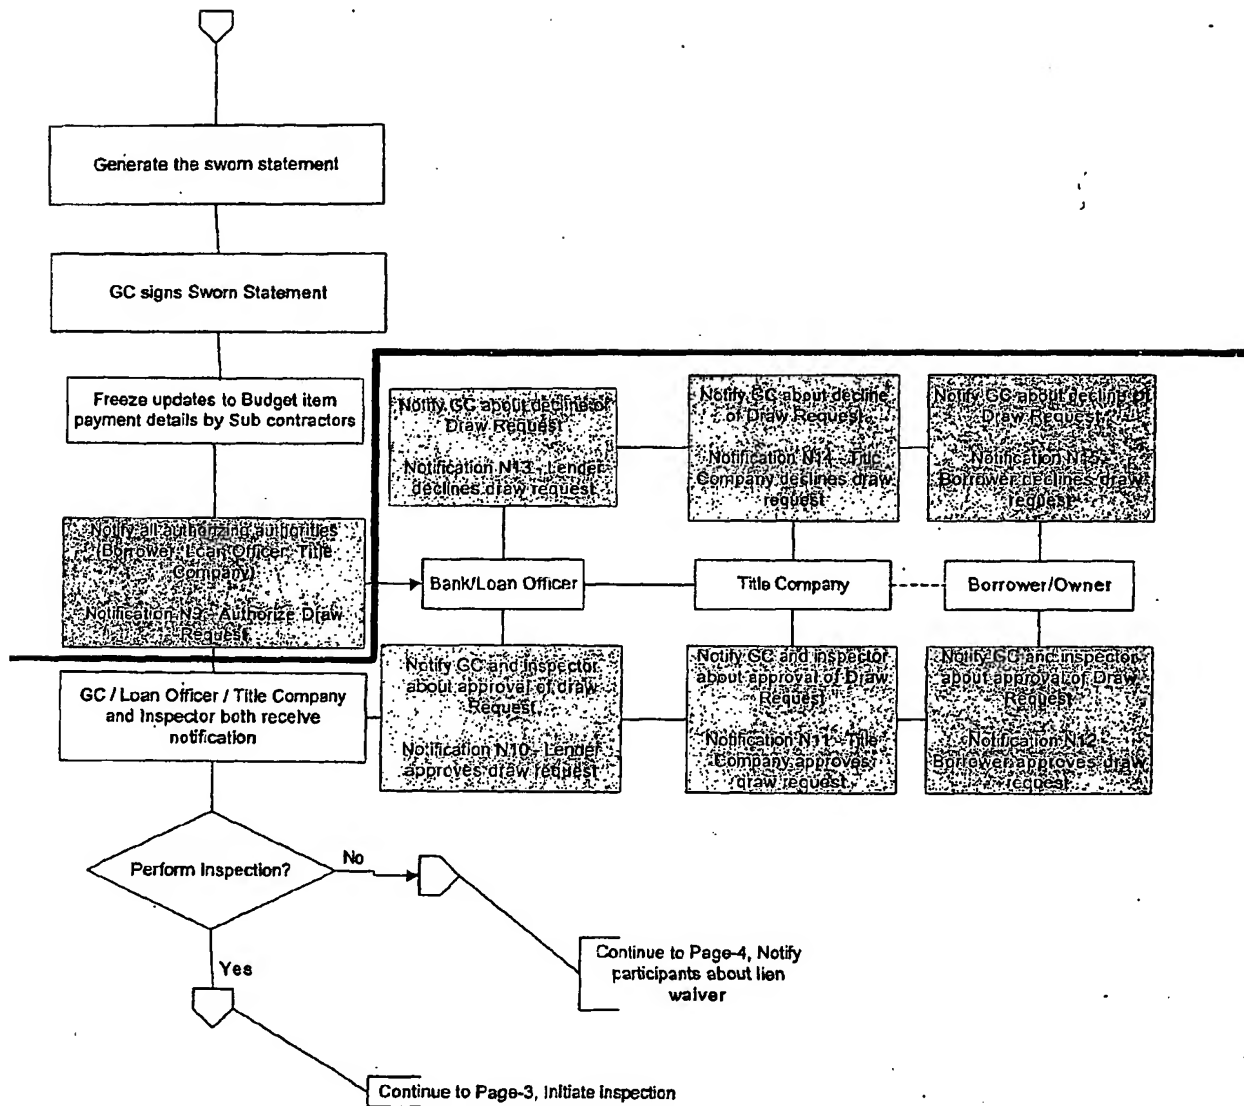 Generate the sworn statement
GC signs Sworn Statement
Freeze updates to Budget item
payment details by Sub contractors
Notify all authorizing authorities
(Borrower, Loan Officer, Title
Company)
Notification N9 - Authorize Draw
Request
Notify GC about decline of
Draw Request
Notification N13 - Lender
declines draw request
Notify GC about decline
of Draw Request
Notification N14 - Title
Company declines draw
request
Notify GC about decline of
Draw Request
Notification N15 -
Borrower declines draw
request
Bank/Loan Officer
Title Company
Borrower/Owner
GC / Loan Officer / Title Company
and Inspector both receive
notification
Notify GC and Inspector
about approval of draw
Request
Notification N10 - Lender
approves draw request
Notify GC and inspector
about approval of Draw
Request
Notification N11 - Title
Company approves
draw request
Notify GC and inspector
about approval of Draw
Request
Notification N12 -
Borrower approves draw
request
Perform Inspection?
No
Yes
Continue to Page-4, Notify
participants about lien
waiver
Continue to Page-3, Initiate inspection